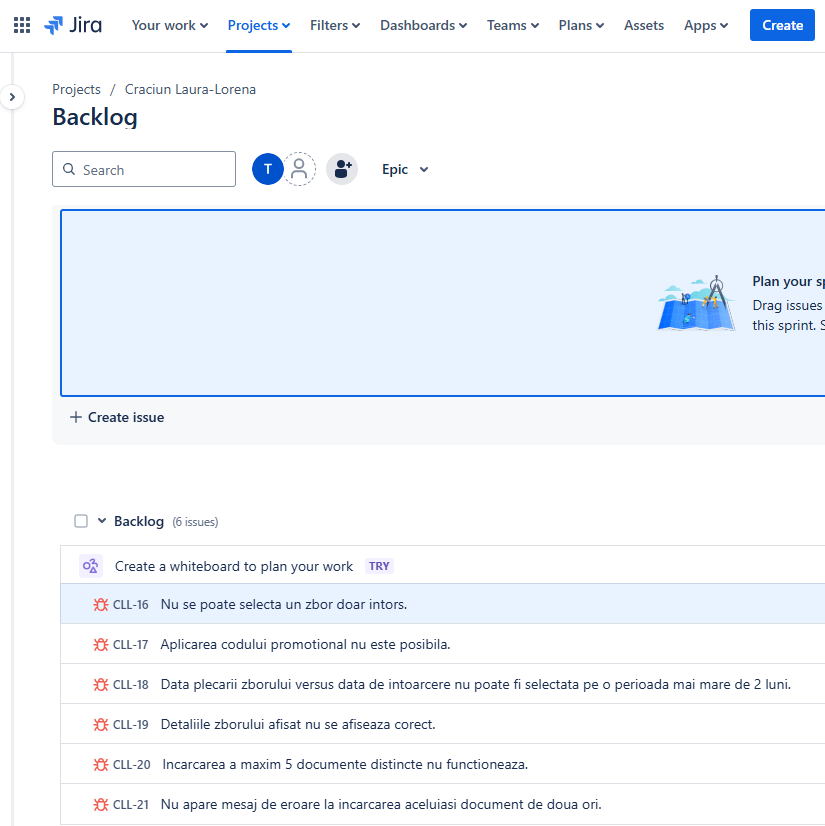 Jira Your work Projects Filters Dashboards Teams Plans Assets Apps Create
Projects / Craciun Laura-Lorena
Backlog
Search T Epic
Plan your
Drag issues
this sprint.
+ Create issue
Backlog (6 issues)
Create a whiteboard to plan your work TRY
CLL-16 Nu se poate selecta un zbor doar intors.
CLL-17 Aplicarea codului promotional nu este posibila.
CLL-18 Data plecarii zborului versus data de intoarcere nu poate fi selectata pe o perioada mai mare de 2 luni.
CLL-19 Detaliile zborului afisat nu se afiseaza corect.
CLL-20 Incarcarea a maxim 5 documente distincte nu functioneaza.
CLL-21 Nu apare mesaj de eroare la incarcarea aceluiasi document de doua ori.